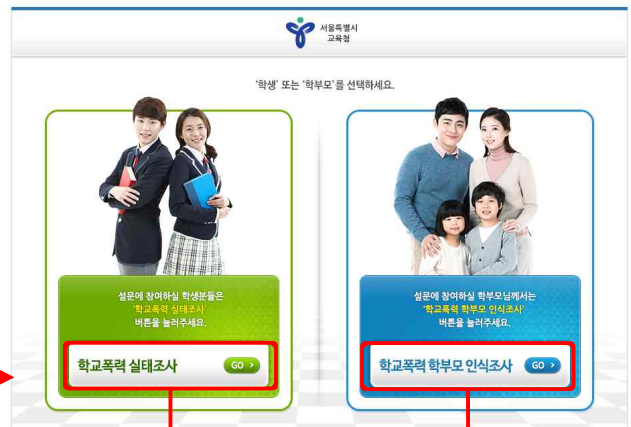 서울특별시
교육청
'학생' 또는 '학부모'를 선택하세요.
설문에 참여하실 학생분들은
'학교폭력 실태조사'
버튼을 눌러주세요.
학교폭력 실태조사 GO >
설문에 참여하실 학부모님께서는
'학교폭력 학부모 인식조사'
버튼을 눌러주세요.
학교폭력 학부모 인식조사 GO >